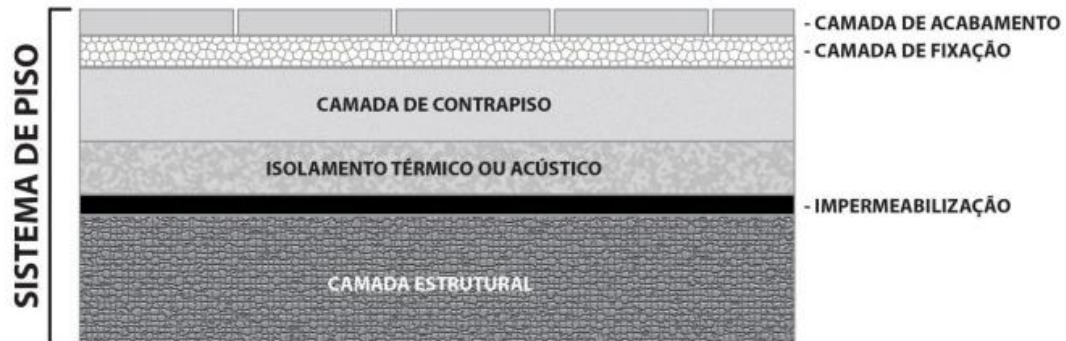 SISTEMA DE PISO
- CAMADA DE ACABAMENTO
- CAMADA DE FIXAÇÃO
CAMADA DE CONTRAPISO
ISOLAMENTO TÉRMICO OU ACÚSTICO
- IMPERMEABILIZAÇÃO
CAMADA ESTRUTURAL